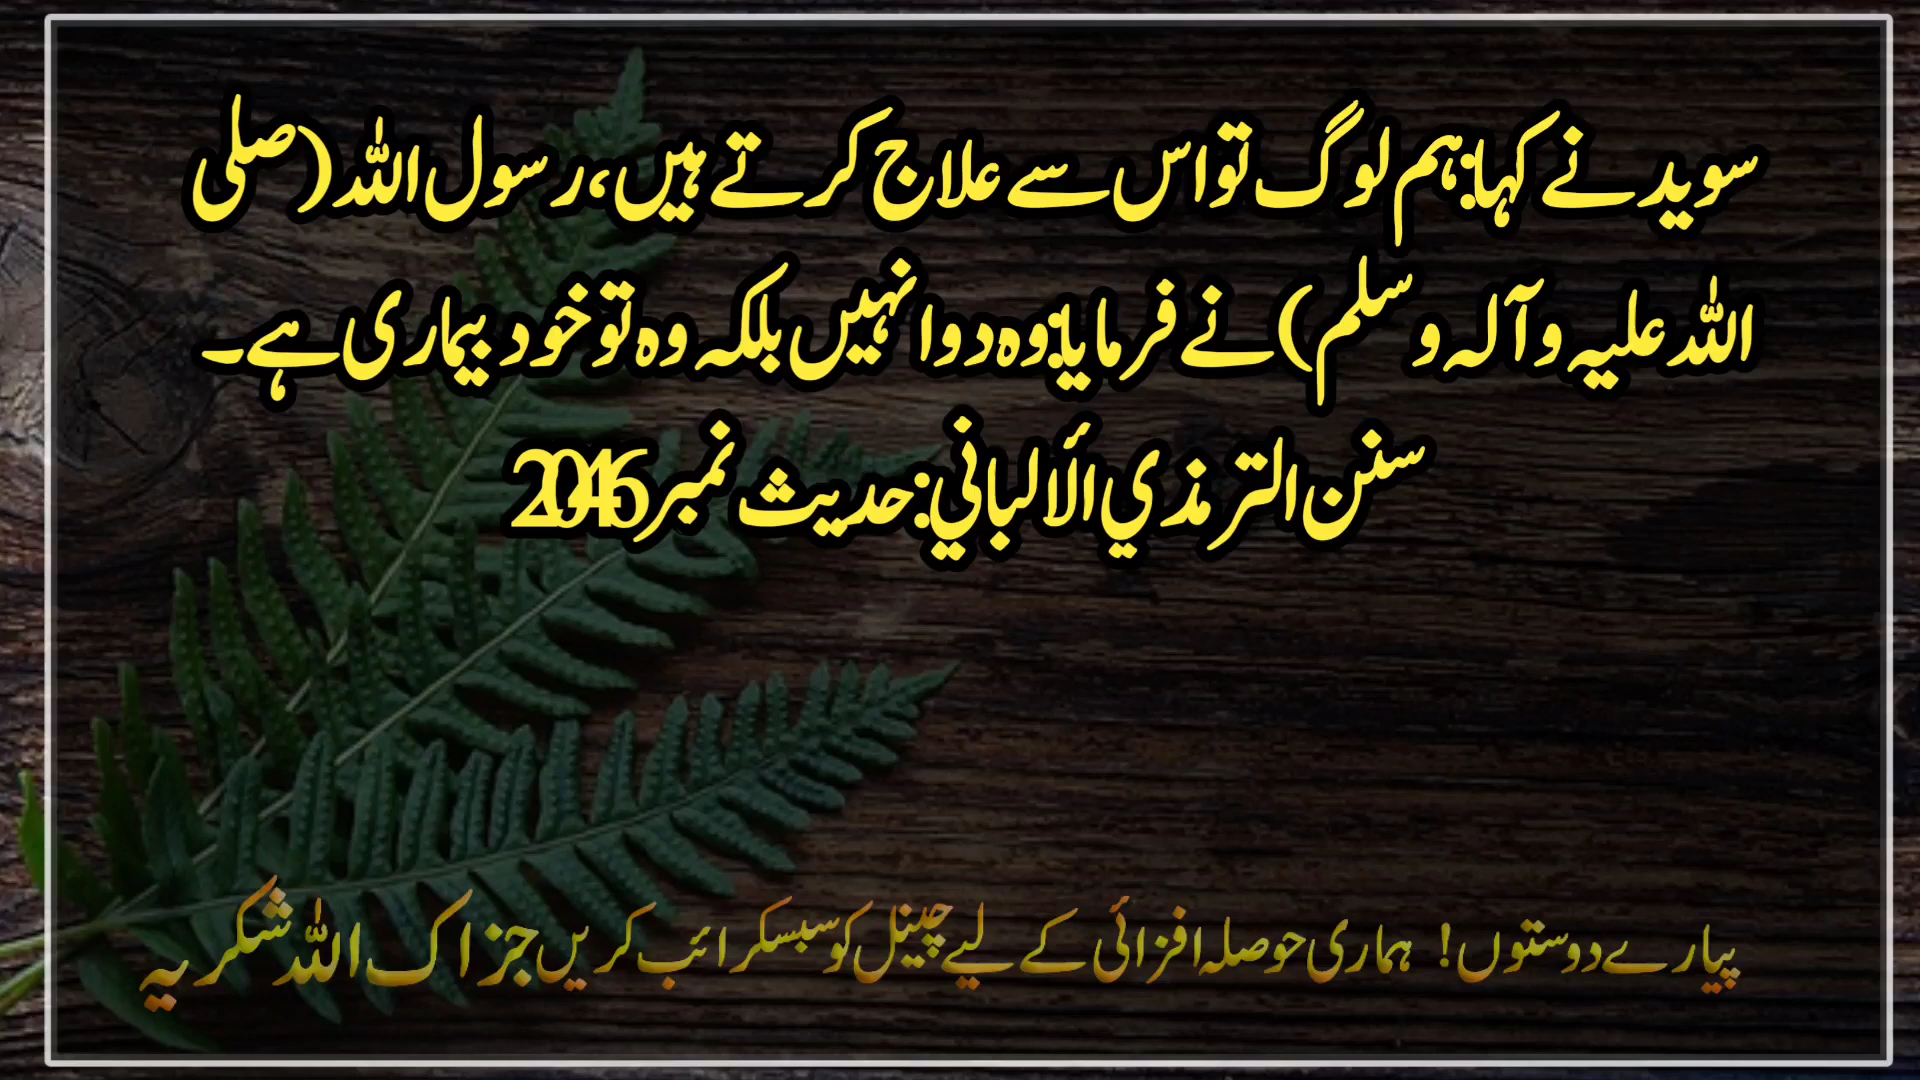 سوید نے کہا: ہم لوگ تو اس سے علاج کرتے ہیں، رسول اللہ (صلی
اللہ علیہ وآلہ وسلم) نے فرمایا: وہ دوا نہیں بلکہ وہ تو خود بیماری ہے۔
سنن الترمذي الألباني: حدیث نمبر 2046
پیارے دوستوں! ہماری حوصلہ افزائی کے لیے چینل کو سبسکرائب کریں جزاک اللہ شکریہ